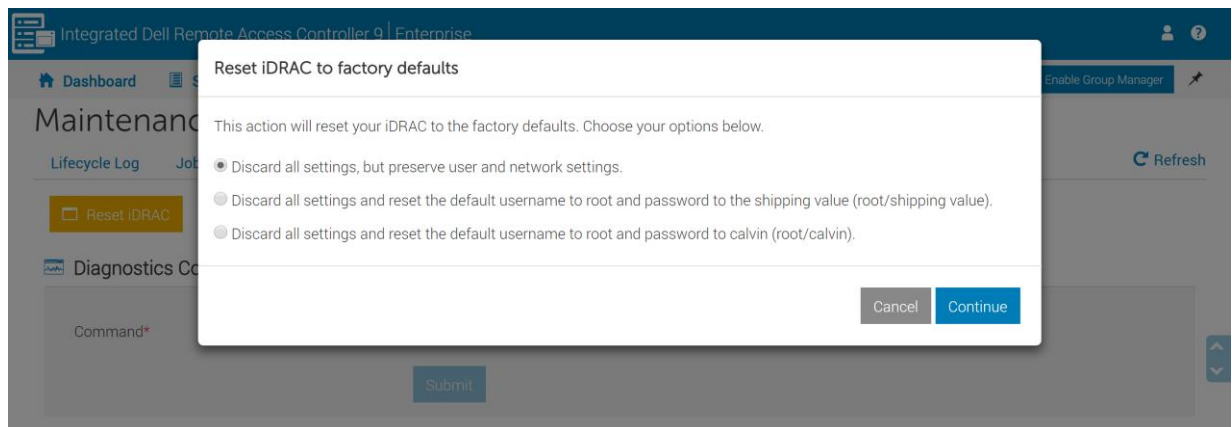 Integrated Dell Remote Access Controller 9 | Enterprise
Reset iDRAC to factory defaults
Dashboard
Enable Group Manager
Maintenanc
This action will reset your iDRAC to the factory defaults. Choose your options below.
Lifecycle Log
Refresh
Discard all settings, but preserve user and network settings.
Discard all settings and reset the default username to root and password to the shipping value (root/shipping value).
Reset iDRAC
Discard all settings and reset the default username to root and password to calvin (root/calvin).
Diagnostics Co
Cancel Continue
Command*
Submit